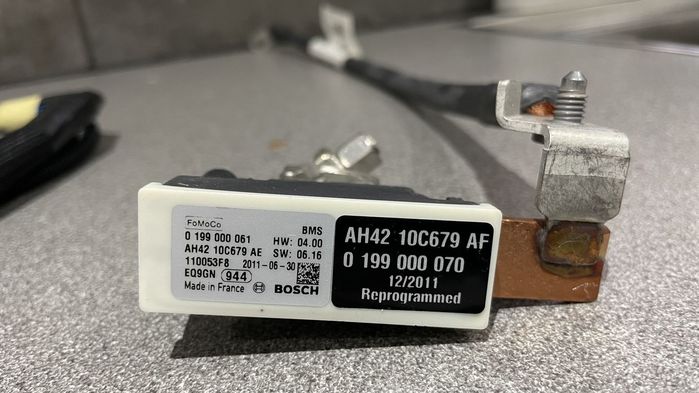 FoMoCo
BMS
0 199 000 061 HW: 04.00
AH42 10C679 AE SW: 06.16
110053F8 2011-06-30
EQ9GN 944
Made in France BOSCH
AH42 10C679 AF
0 199 000 070
12/2011
Reprogrammed